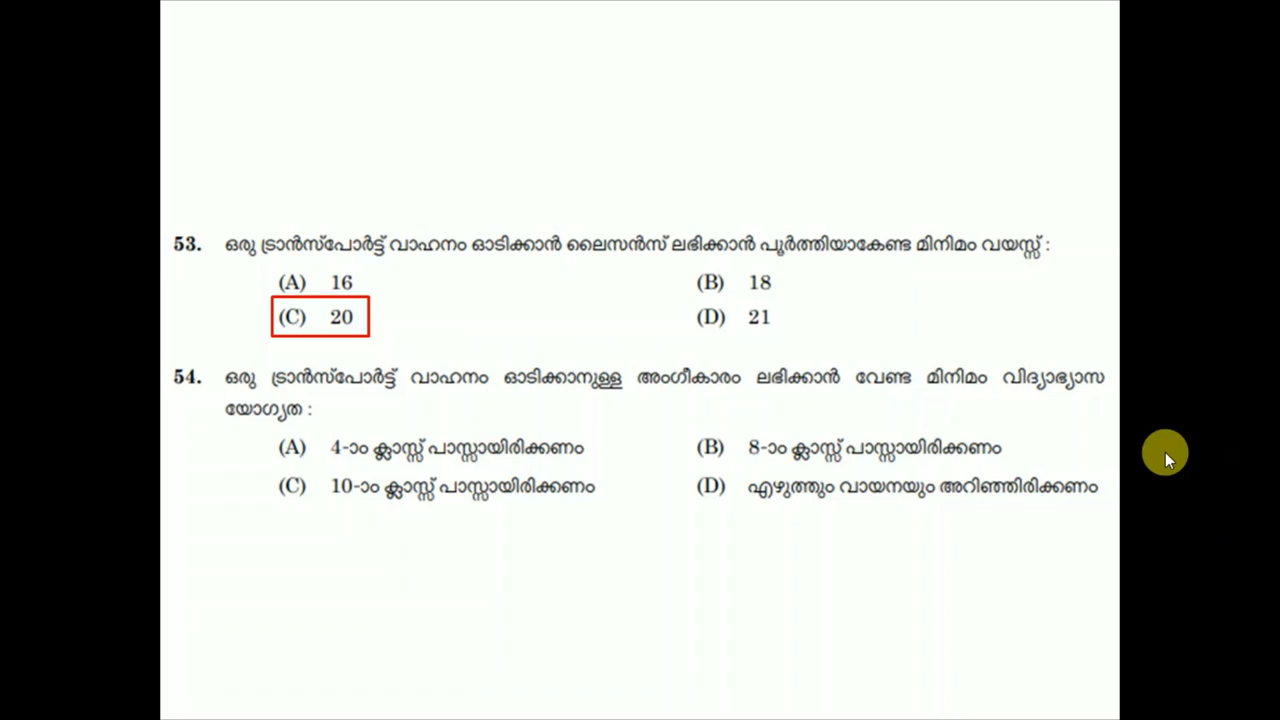 53. ഒരു ട്രാൻസ്പോർട്ട് വാഹനം ഓടിക്കാൻ ലൈസൻസ് ലഭിക്കാൻ പൂർത്തിയാകേണ്ട മിനിമം വയസ്സ് :
(A) 16 (B) 18
(C) 20 (D) 21
54. ഒരു ട്രാൻസ്പോർട്ട് വാഹനം ഓടിക്കാനുള്ള അംഗീകാരം ലഭിക്കാൻ വേണ്ട മിനിമം വിദ്യാഭ്യാസ
യോഗ്യത :
(A) 4-ാം ക്ലാസ്സ് പാസ്സായിരിക്കണം (B) 8-ാം ക്ലാസ്സ് പാസ്സായിരിക്കണം
(C) 10-ാം ക്ലാസ്സ് പാസ്സായിരിക്കണം (D) എഴുത്തും വായനയും അറിഞ്ഞിരിക്കണം